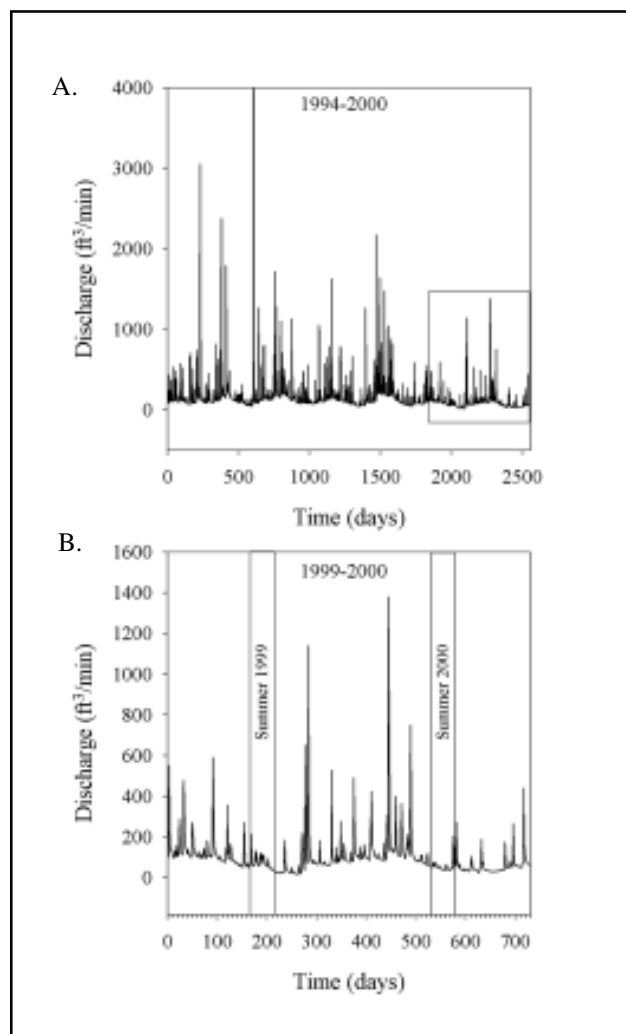 A.
1994-2000
4000
3000
2000
1000
0
Discharge (ft³/min)
0 500 1000 1500 2000 2500
Time (days)
B.
1999-2000
1600
1400
1200
1000
800
600
400
200
0
Discharge (ft³/min)
Summer 1999
Summer 2000
0 100 200 300 400 500 600 700
Time (days)